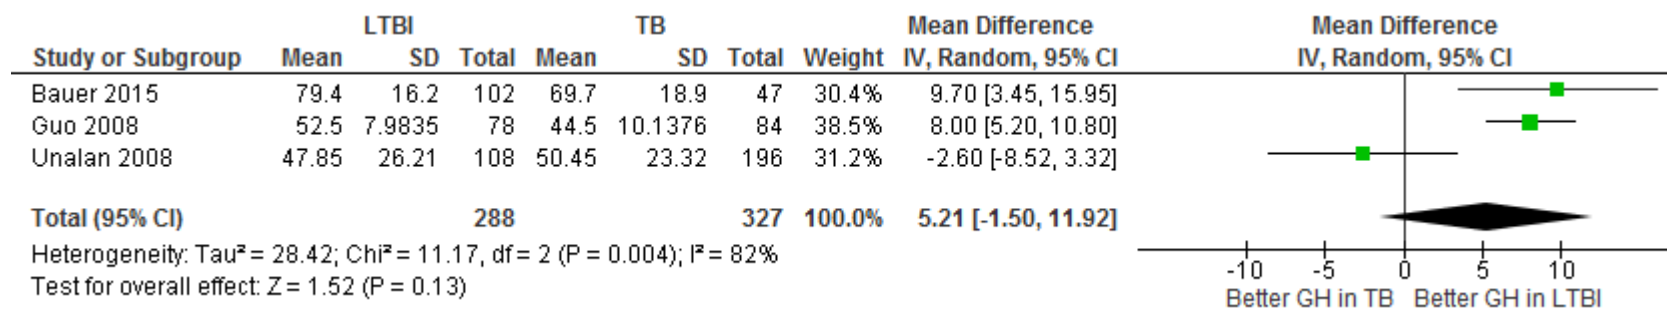 LTBI TB Mean Difference Mean Difference
Study or Subgroup Mean SD Total Mean SD Total Weight IV, Random, 95% CI IV, Random, 95% CI
Bauer 2015 79.4 16.2 102 69.7 18.9 47 30.4% 9.70 [3.45, 15.95]
Guo 2008 52.5 7.9835 78 44.5 10.1376 84 38.5% 8.00 [5.20, 10.80]
Unalan 2008 47.85 26.21 108 50.45 23.32 196 31.2% -2.60 [-8.52, 3.32]
Total (95% CI) 288 327 100.0% 5.21 [-1.50, 11.92]
Heterogeneity: Tau² = 28.42; Chi² = 11.17, df = 2 (P = 0.004); I² = 82%
Test for overall effect: Z = 1.52 (P = 0.13)
-10 -5 0 5 10
Better GH in TB Better GH in LTBI